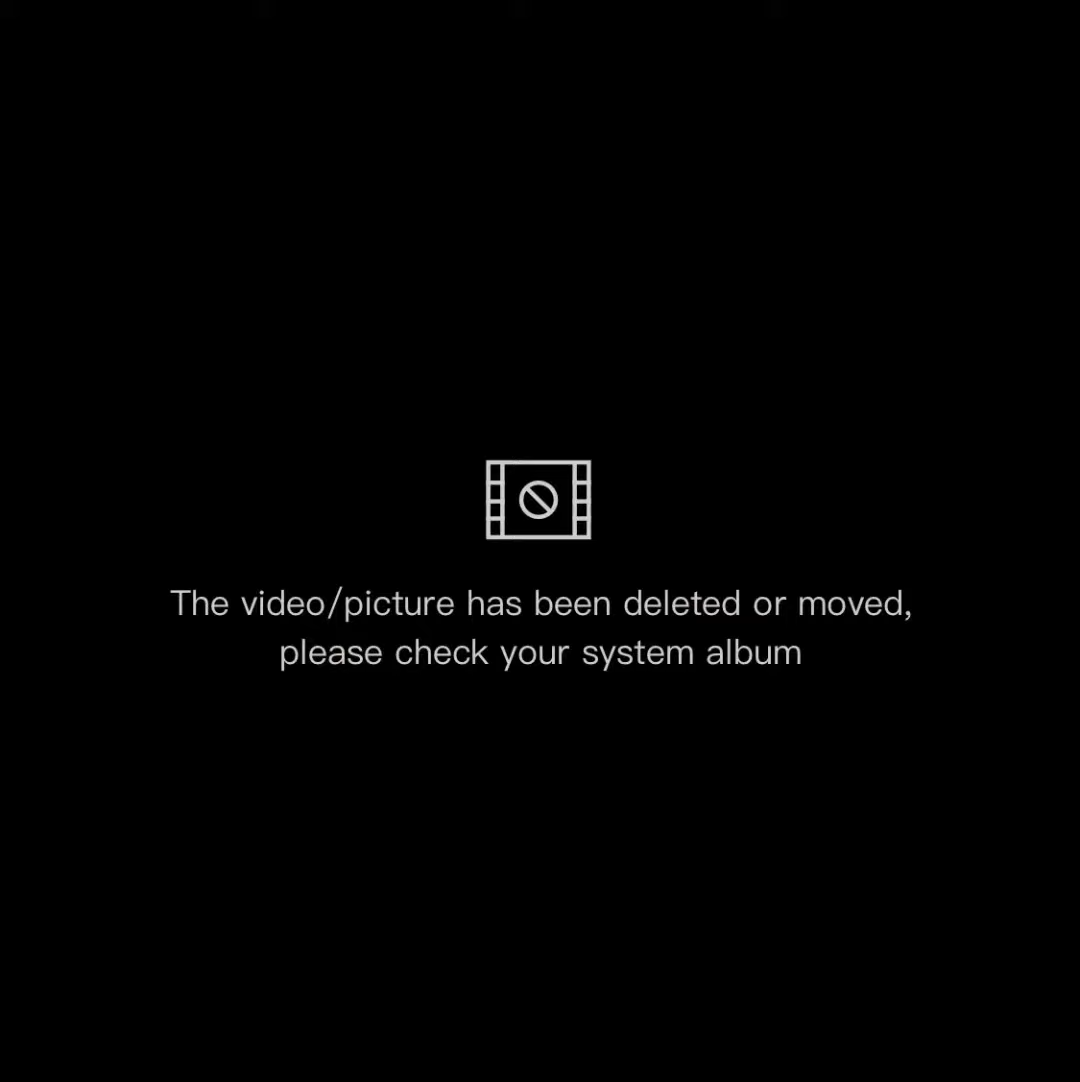 The video/picture has been deleted or moved,
please check your system album